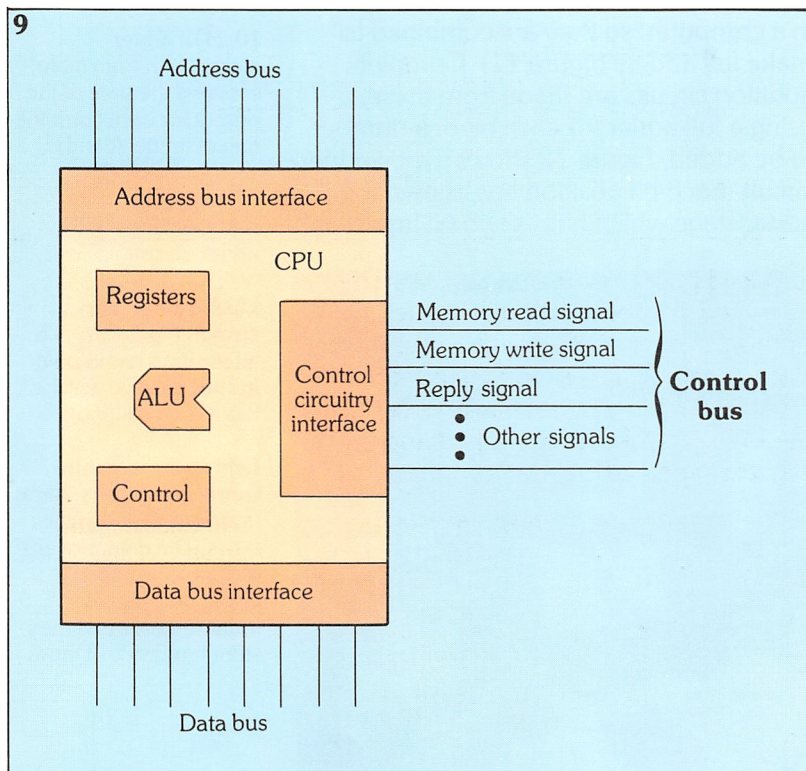 9
Address bus
Address bus interface
CPU
Registers
ALU
Control
Control
circuitry
interface
Memory read signal
Memory write signal
Reply signal
Other signals
Control
bus
Data bus interface
Data bus